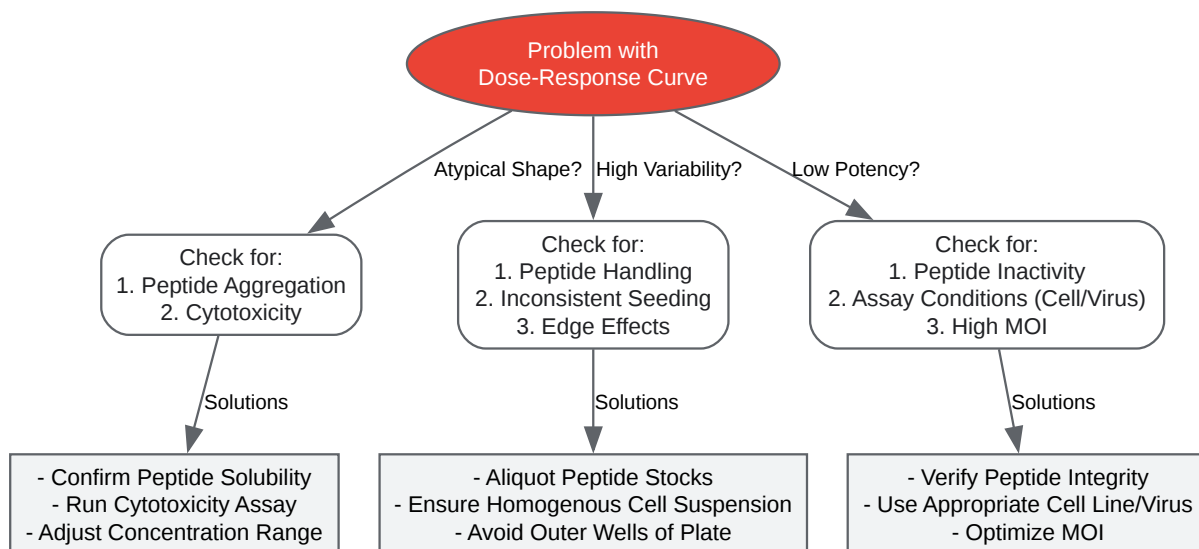 Problem with
Dose-Response Curve
Atypical Shape?
High Variability?
Low Potency?
Check for:
1. Peptide Aggregation
2. Cytotoxicity
Check for:
1. Peptide Handling
2. Inconsistent Seeding
3. Edge Effects
Check for:
1. Peptide Inactivity
2. Assay Conditions (Cell/Virus)
3. High MOI
Solutions
Solutions
Solutions
- Confirm Peptide Solubility
- Run Cytotoxicity Assay
- Adjust Concentration Range
- Aliquot Peptide Stocks
- Ensure Homogenous Cell Suspension
- Avoid Outer Wells of Plate
- Verify Peptide Integrity
- Use Appropriate Cell Line/Virus
- Optimize MOI